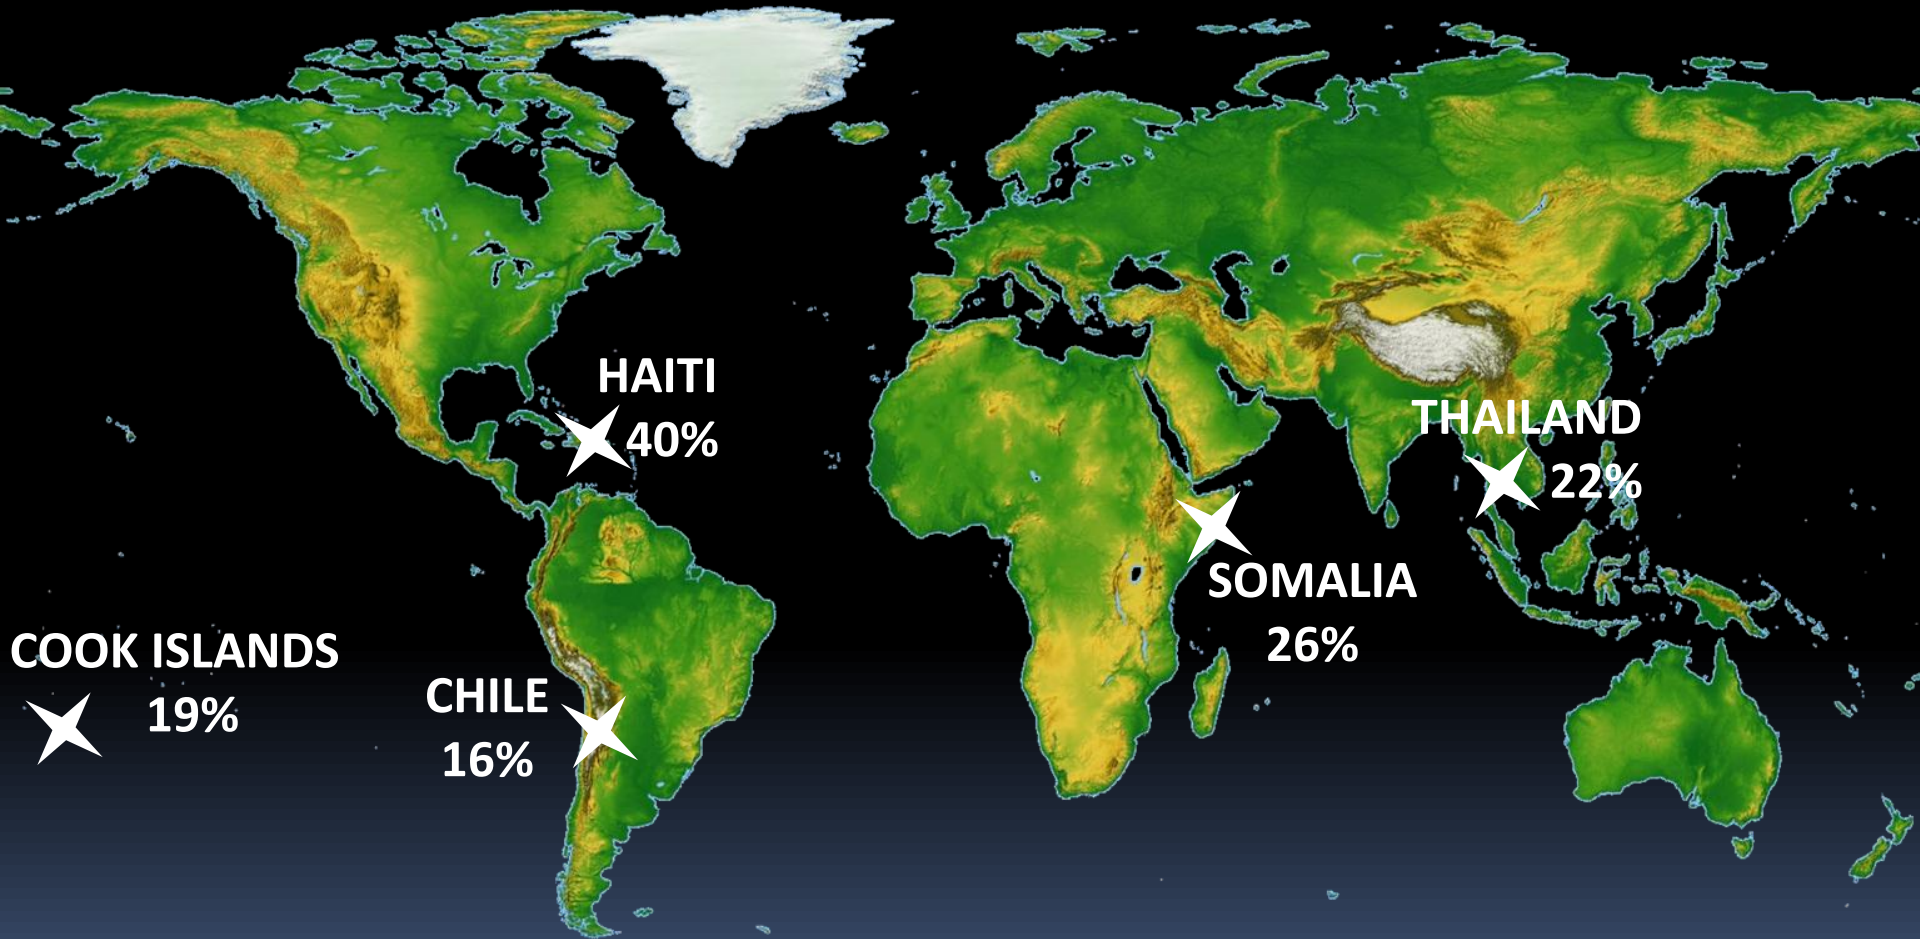 HAITI
40%
THAILAND
22%
SOMALIA
26%
COOK ISLANDS
19%
CHILE
16%